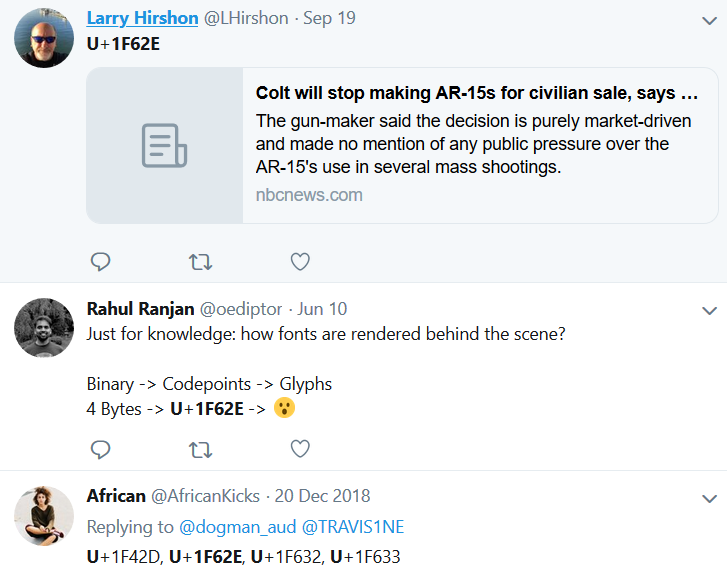 Larry Hirshon @LHirshon · Sep 19
U+1F62E
Colt will stop making AR-15s for civilian sale, says ...
The gun-maker said the decision is purely market-driven
and made no mention of any public pressure over the
AR-15's use in several mass shootings.
nbcnews.com
Rahul Ranjan @oediptor · Jun 10
Just for knowledge: how fonts are rendered behind the scene?
Binary -> Codepoints -> Glyphs
4 Bytes -> U+1F62E -> 😮
African @AfricanKicks · 20 Dec 2018
Replying to @dogman_aud @TRAVIS1NE
U+1F42D, U+1F62E, U+1F632, U+1F633